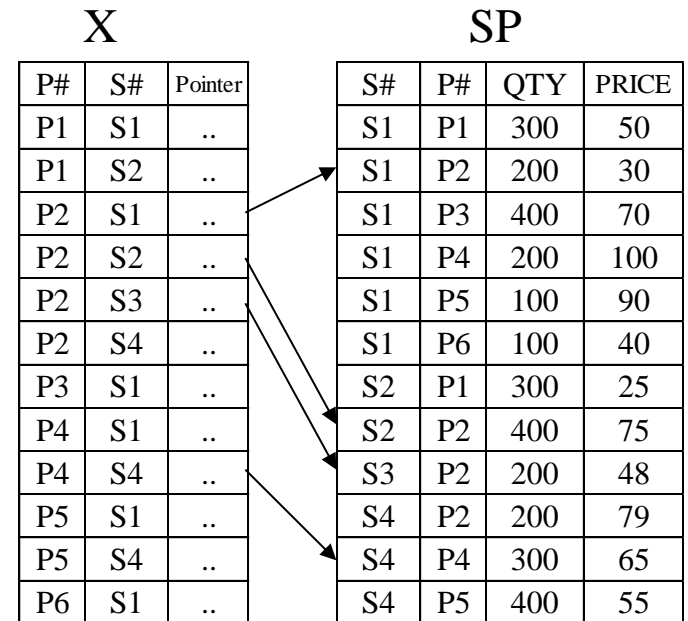 X SP
P# S# Pointer S# P# QTY PRICE
P1 S1 .. S1 P1 300 50
P1 S2 .. S1 P2 200 30
P2 S1 .. S1 P3 400 70
P2 S2 .. S1 P4 200 100
P2 S3 .. S1 P5 100 90
P2 S4 .. S1 P6 100 40
P3 S1 .. S2 P1 300 25
P4 S1 .. S2 P2 400 75
P4 S4 .. S3 P2 200 48
P5 S1 .. S4 P2 200 79
P5 S4 .. S4 P4 300 65
P6 S1 .. S4 P5 400 55